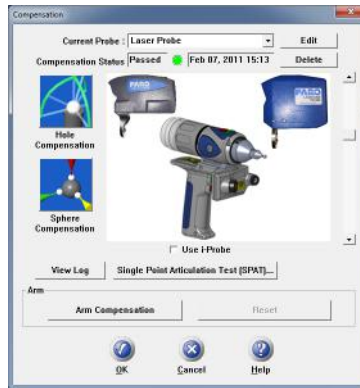 Compensation
Current Probe : Laser Probe Edit
Compensation Status Passed Feb 07, 2011 15:13 Delete
FARO
FARO
Hole
Compensation
Sphere
Compensation
Use i-Probe
View Log Single Point Articulation Test (SPAT)...
Arm
Arm Compensation Reset
OK Cancel Help